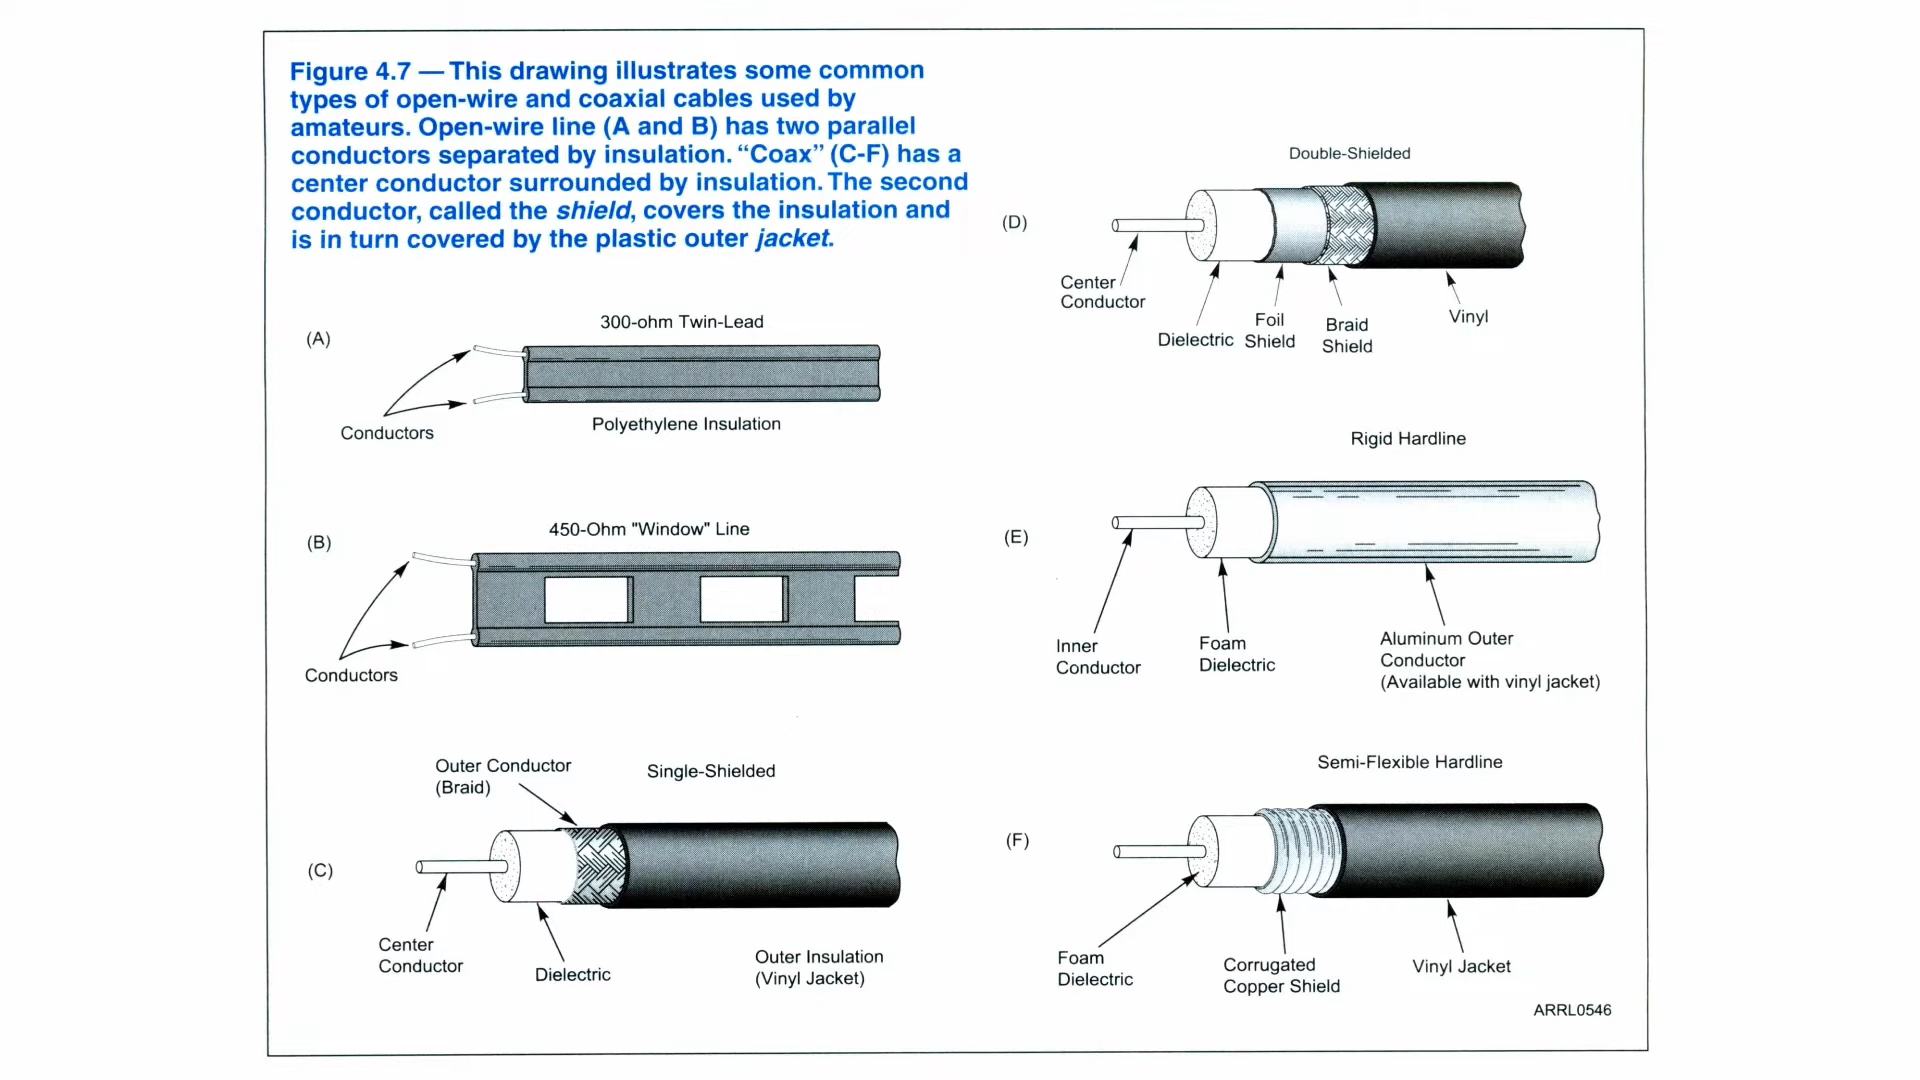 Figure 4.7 — This drawing illustrates some common
types of open-wire and coaxial cables used by
amateurs. Open-wire line (A and B) has two parallel
conductors separated by insulation. “Coax” (C-F) has a
center conductor surrounded by insulation. The second
conductor, called the shield, covers the insulation and
is in turn covered by the plastic outer jacket.
(A)
300-ohm Twin-Lead
Conductors
Polyethylene Insulation
(B)
450-Ohm "Window" Line
Conductors
Outer Conductor
(Braid)
Single-Shielded
(C)
Center
Conductor
Dielectric
Outer Insulation
(Vinyl Jacket)
Double-Shielded
(D)
Center
Conductor
Dielectric
Foil
Shield
Braid
Shield
Vinyl
Rigid Hardline
(E)
Inner
Conductor
Foam
Dielectric
Aluminum Outer
Conductor
(Available with vinyl jacket)
Semi-Flexible Hardline
(F)
Foam
Dielectric
Corrugated
Copper Shield
Vinyl Jacket
ARRL0546